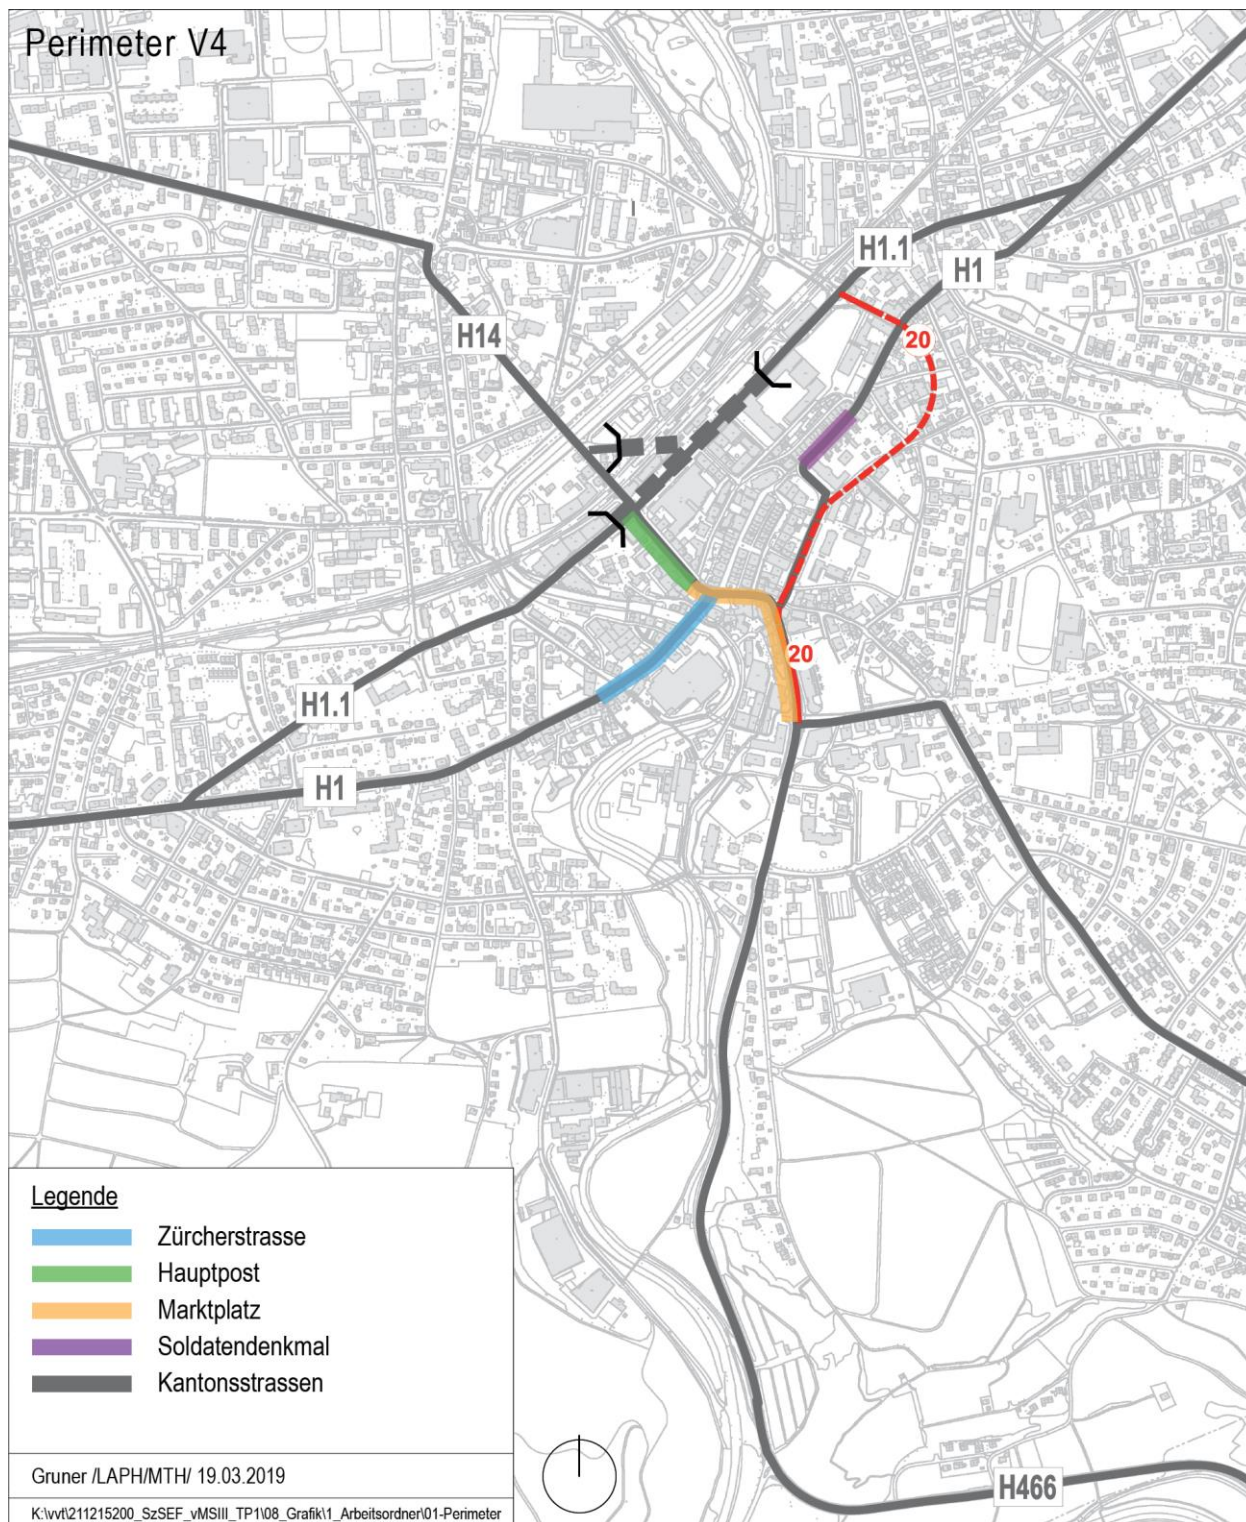 Perimeter V4
H1.1
H1
H14
20
20
H1.1
H1
Legende
Zürcherstrasse
Hauptpost
Marktplatz
Soldatendenkmal
Kantonsstrassen
Gruner /LAPH/MTH/ 19.03.2019
H466
K:\vvt\211215200_SzSEF_vMSIII_TP1\08_Grafik\1_Arbeitsordner\01-Perimeter